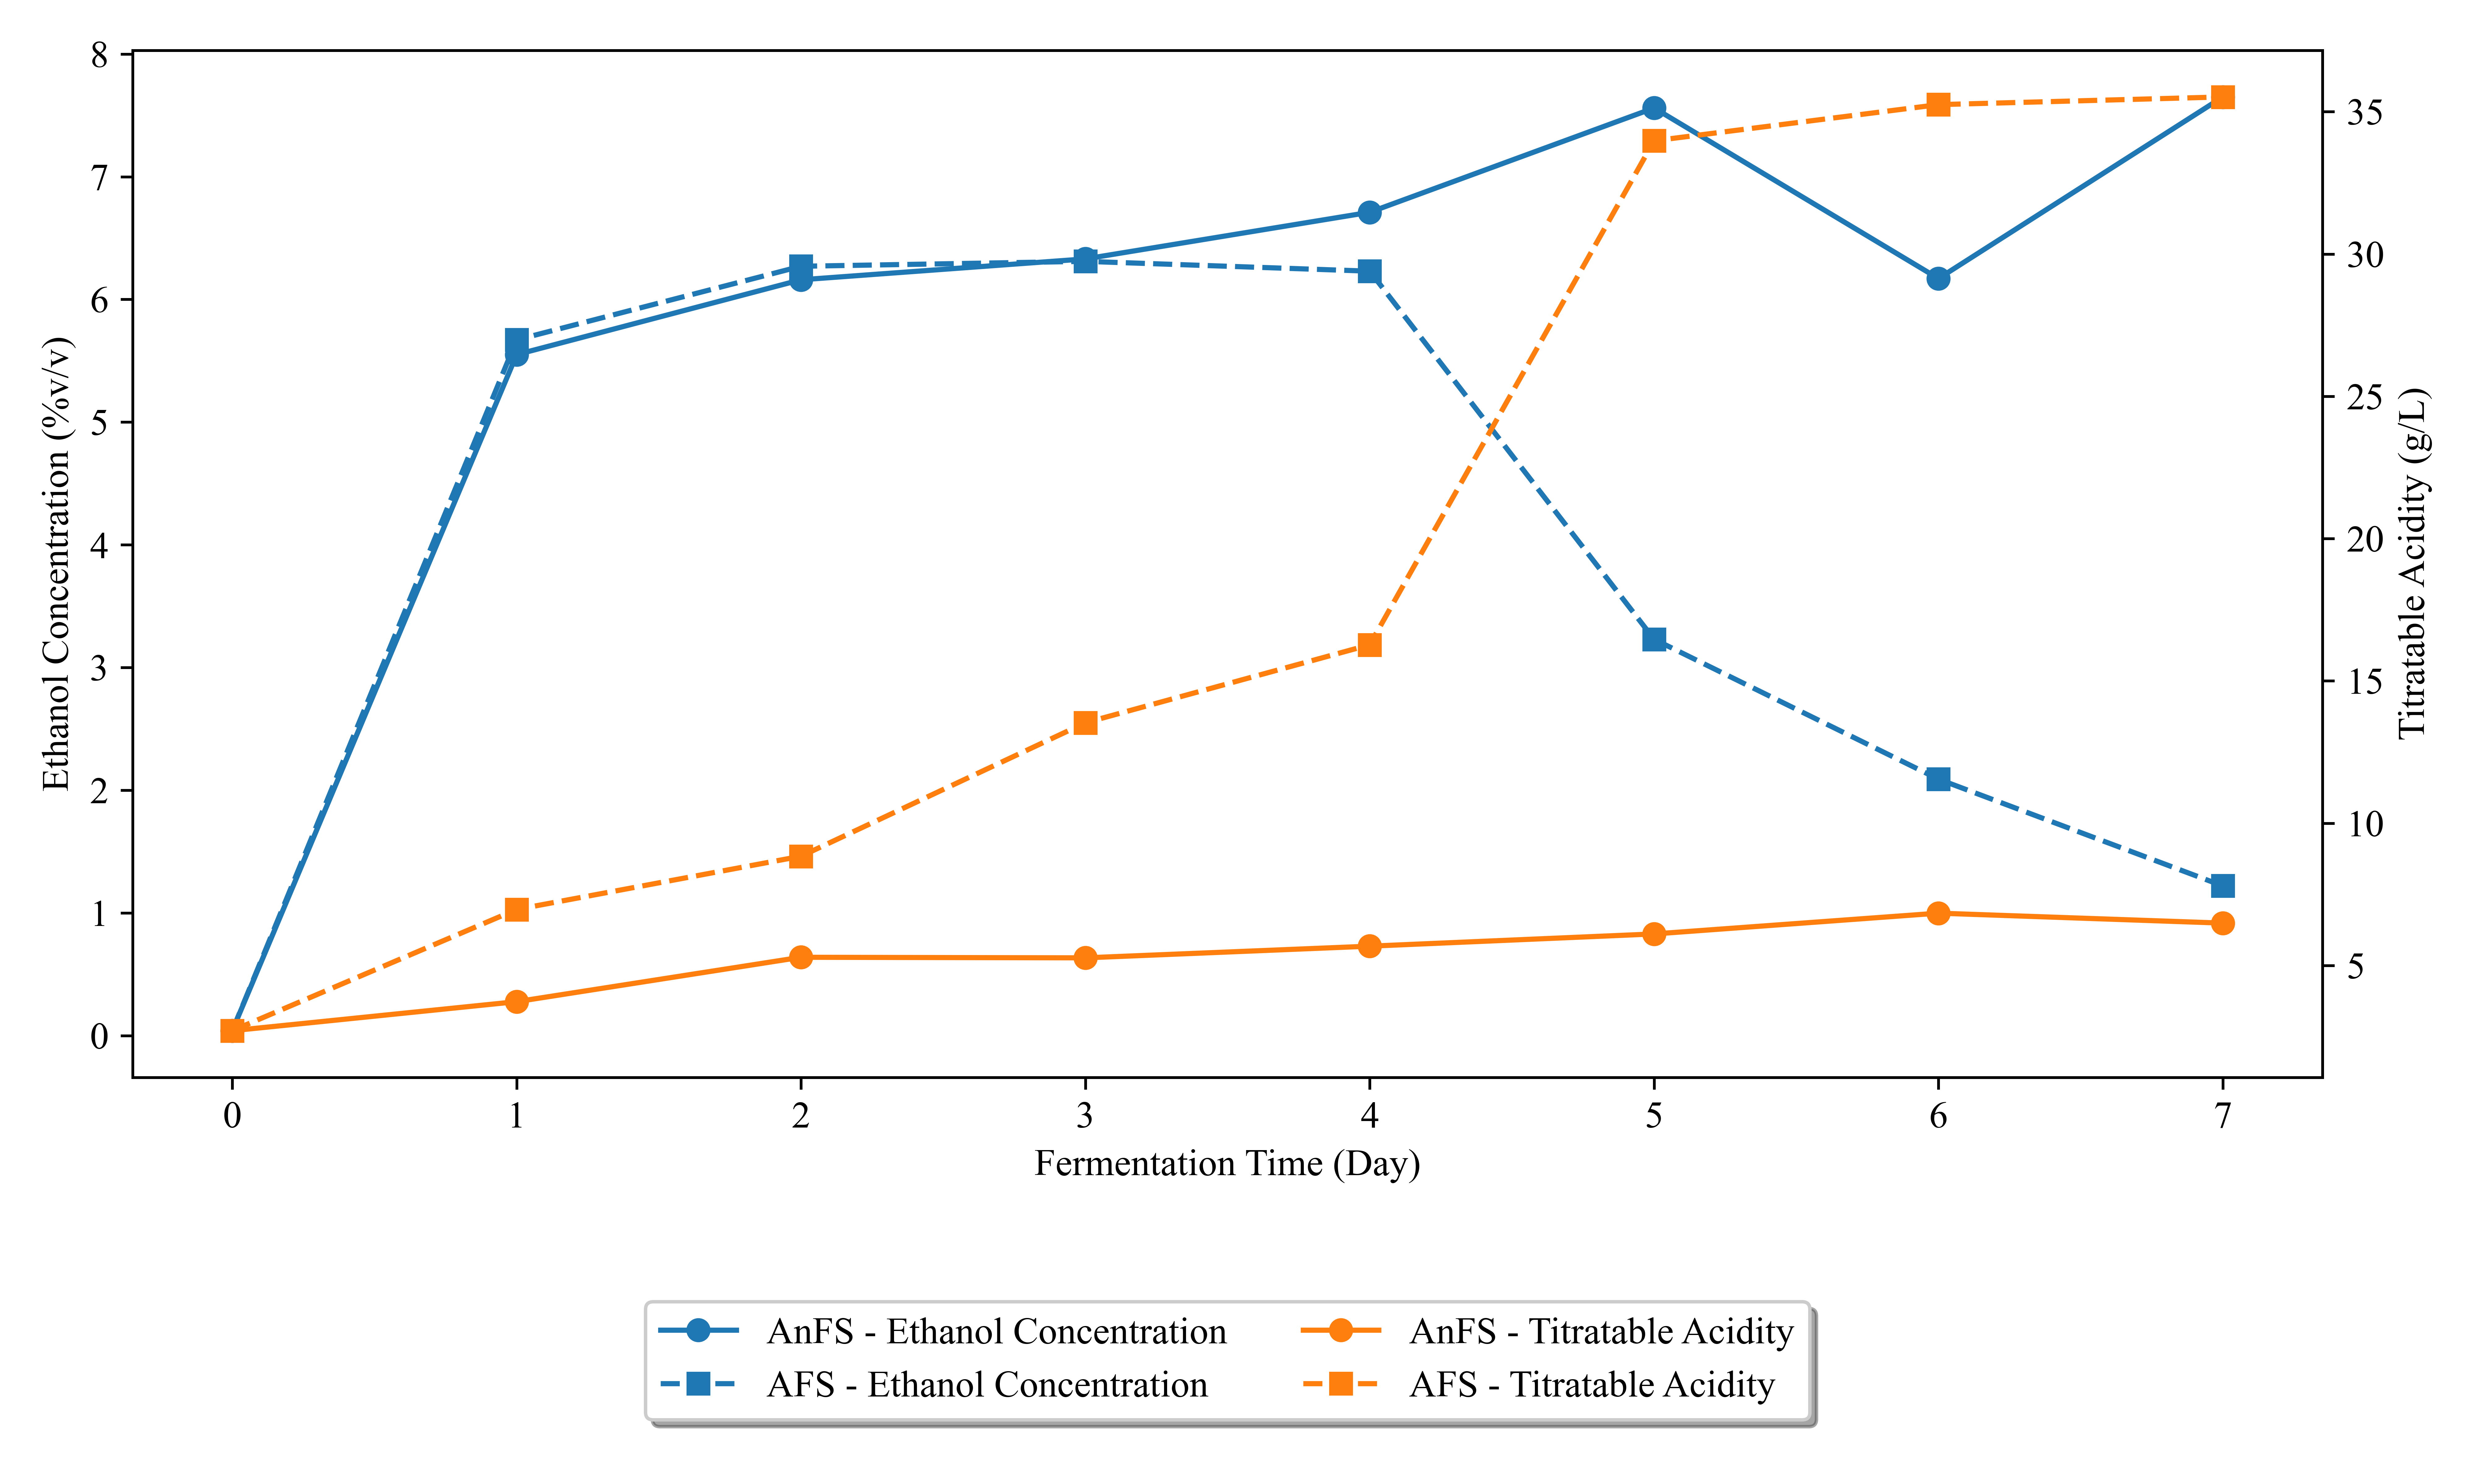 8
7
6
5
4
3
2
1
0
Ethanol Concentration (%v/v)
35
30
25
20
15
10
5
Titratable Acidity (g/L)
0 1 2 3 4 5 6 7
Fermentation Time (Day)
AnFS - Ethanol Concentration
AFS - Ethanol Concentration
AnFS - Titratable Acidity
AFS - Titratable Acidity